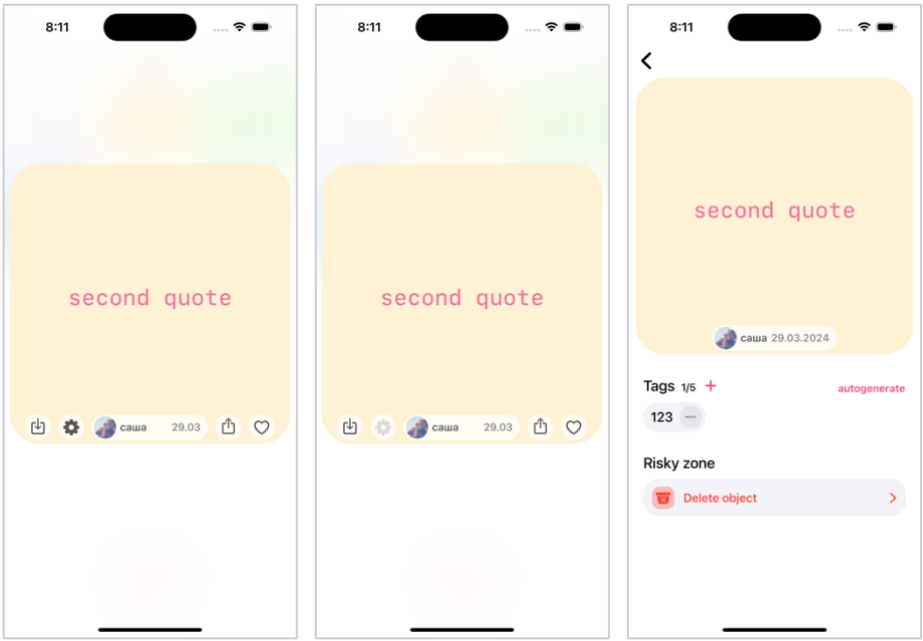 8:11
second quote
саша 29.03
8:11
second quote
саша 29.03
8:11
second quote
саша 29.03.2024
Tags 1/5 + autogenerate
123 —
Risky zone
Delete object